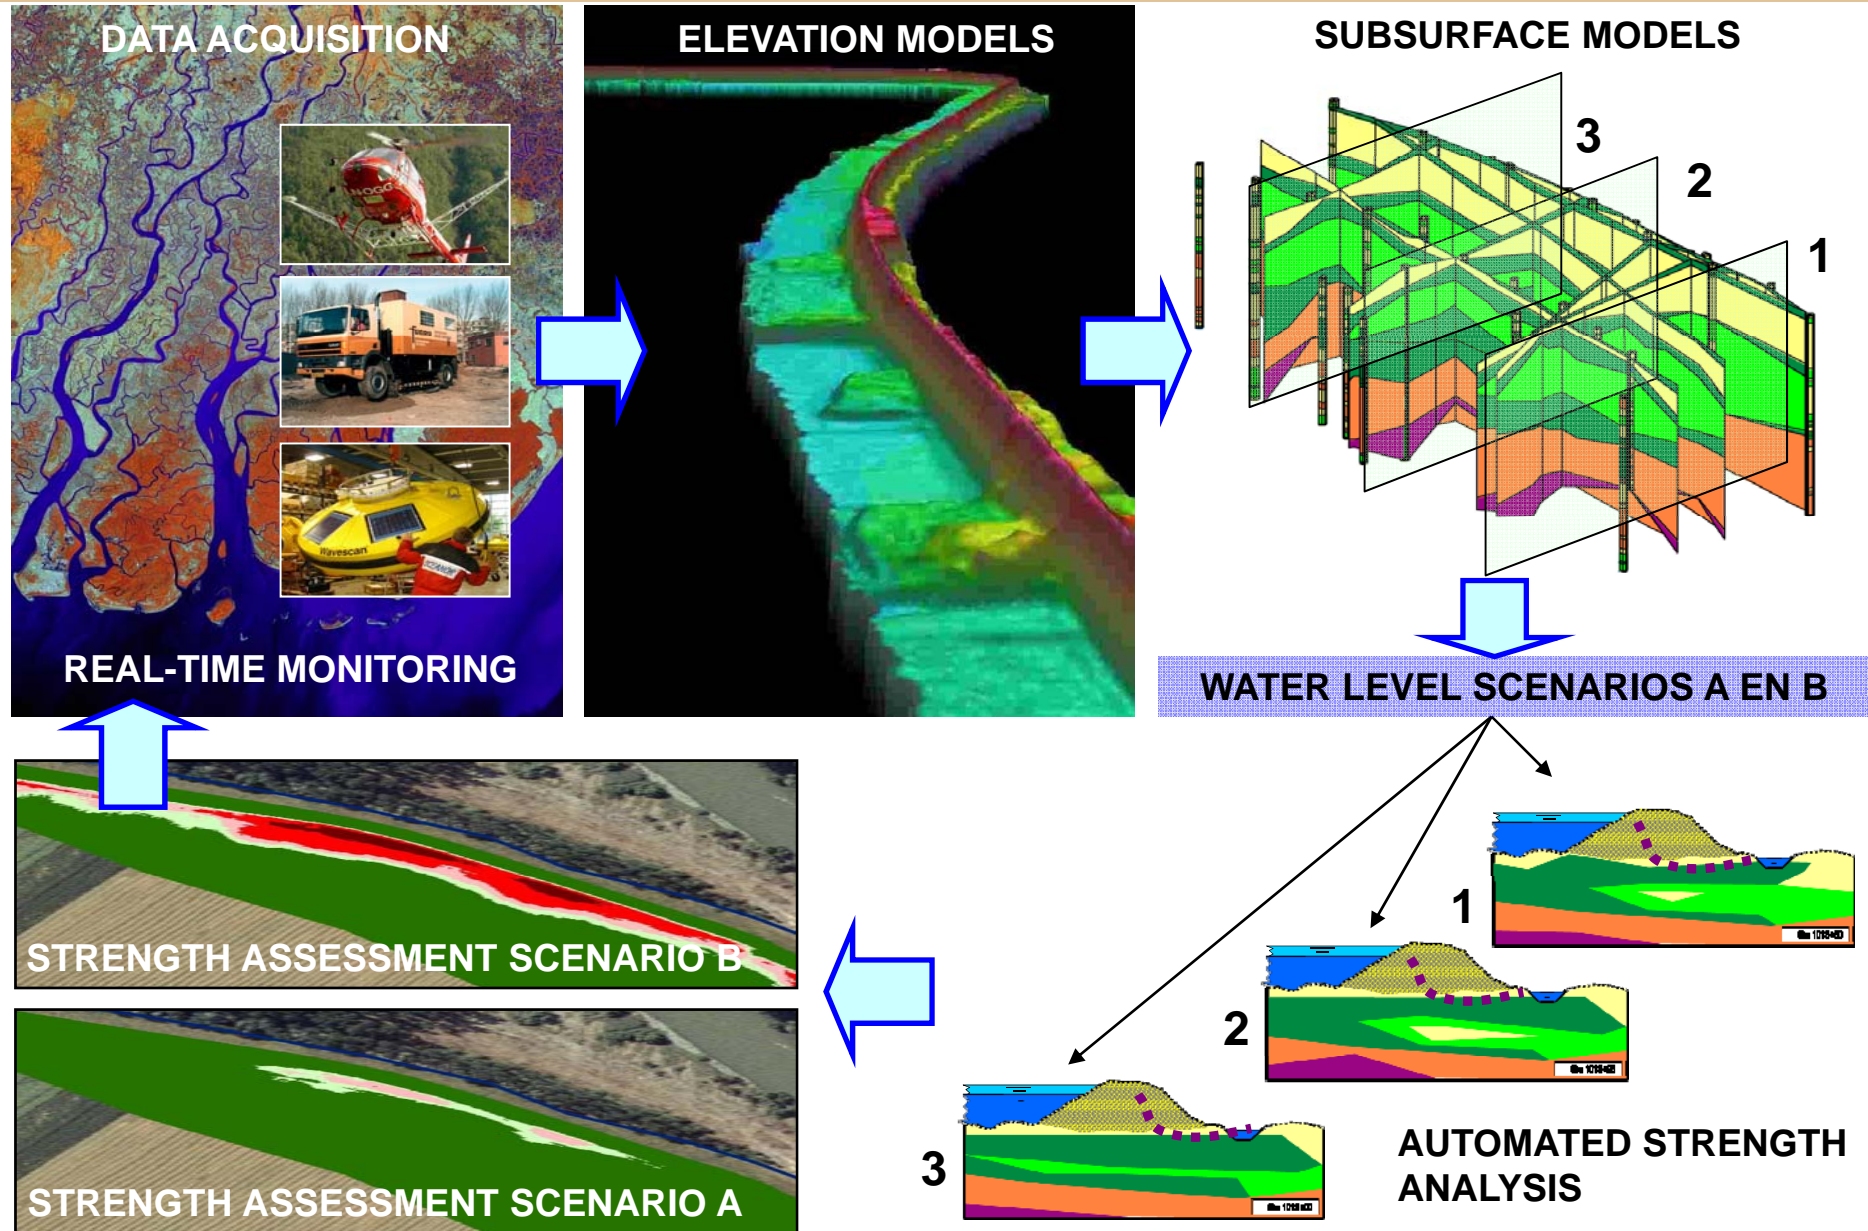 DATA ACQUISITION
ELEVATION MODELS
SUBSURFACE MODELS
3
2
1
Wavescan
REAL-TIME MONITORING
WATER LEVEL SCENARIOS A EN B
1
2
3
STRENGTH ASSESSMENT SCENARIO B
STRENGTH ASSESSMENT SCENARIO A
AUTOMATED STRENGTH
ANALYSIS